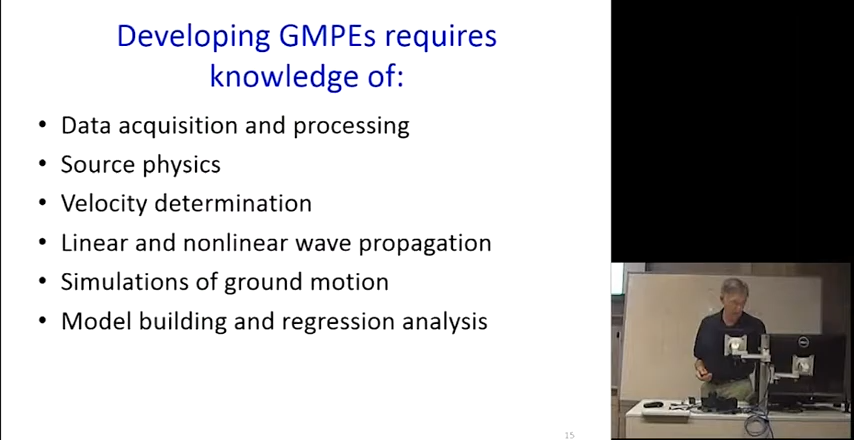 Developing GMPEs requires
knowledge of:
• Data acquisition and processing
• Source physics
• Velocity determination
• Linear and nonlinear wave propagation
• Simulations of ground motion
• Model building and regression analysis
15
DELL